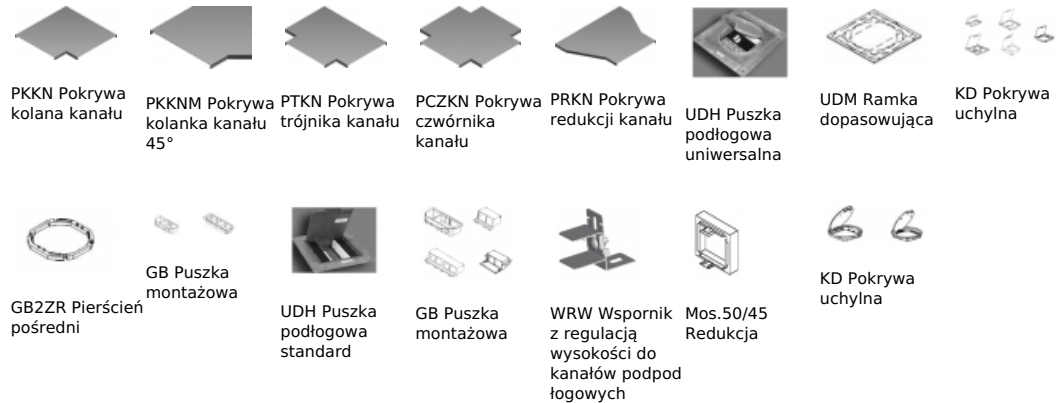 PKKN Pokrywa
kolana kanału
PKKNM Pokrywa
kolanka kanału
45°
PTKN Pokrywa
trójnika kanału
PCZKN Pokrywa
czwórnika
kanału
PRKN Pokrywa
redukcji kanału
UDH Puszka
podłogowa
uniwersalna
UDM Ramka
dopasowująca
KD Pokrywa
uchylna
GB2ZR Pierścień
pośredni
GB Puszka
montażowa
UDH Puszka
podłogowa
standard
GB Puszka
montażowa
WRW Wspornik
z regulacją
wysokości do
kanałów podpod
łogowych
Mos.50/45
Redukcja
KD Pokrywa
uchylna